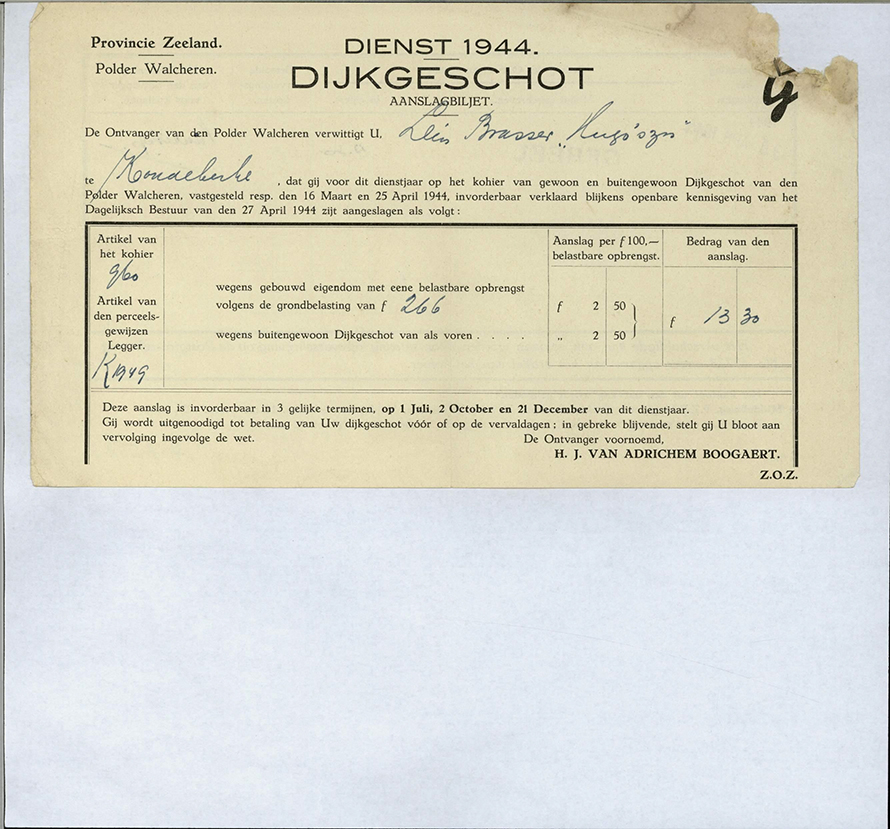 Provincie Zeeland.
Polder Walcheren.
DIENST 1944.
DIJKGESCHOT
AANSLAGBILJET.
De Ontvanger van den Polder Walcheren verwittigt U, Brasser „Hugo's zn"
te Koudekerke , dat gij voor dit dienstjaar op het kohier van gewoon en buitengewoon Dijkgeschot van den
Polder Walcheren, vastgesteld resp. den 16 Maart en 25 April 1944, invorderbaar verklaard blijkens openbare kennisgeving van het
Dagelijksch Bestuur van den 27 April 1944 zijt aangeslagen als volgt :
Artikel van
het kohier
960
Artikel van
den perceels-
gewijzen
Legger.
K1949
wegens gebouwd eigendom met eene belastbare opbrengst
volgens de grondbelasting van f 266
wegens buitengewoon Dijkgeschot van als voren . . . .
Aanslag per f 100,—
belastbare opbrengst.
f 2 50
„ 2 50
Bedrag van den
aanslag.
f 13 30
Deze aanslag is invorderbaar in 3 gelijke termijnen, op 1 Juli, 2 October en 21 December van dit dienstjaar.
Gij wordt uitgenoodigd tot betaling van Uw dijkgeschot vóór of op de vervaldagen ; in gebreke blijvende, stelt gij U bloot aan
vervolging ingevolge de wet.
De Ontvanger voornoemd,
H. J. VAN ADRICHEM BOOGAERT.
Z.O.Z.